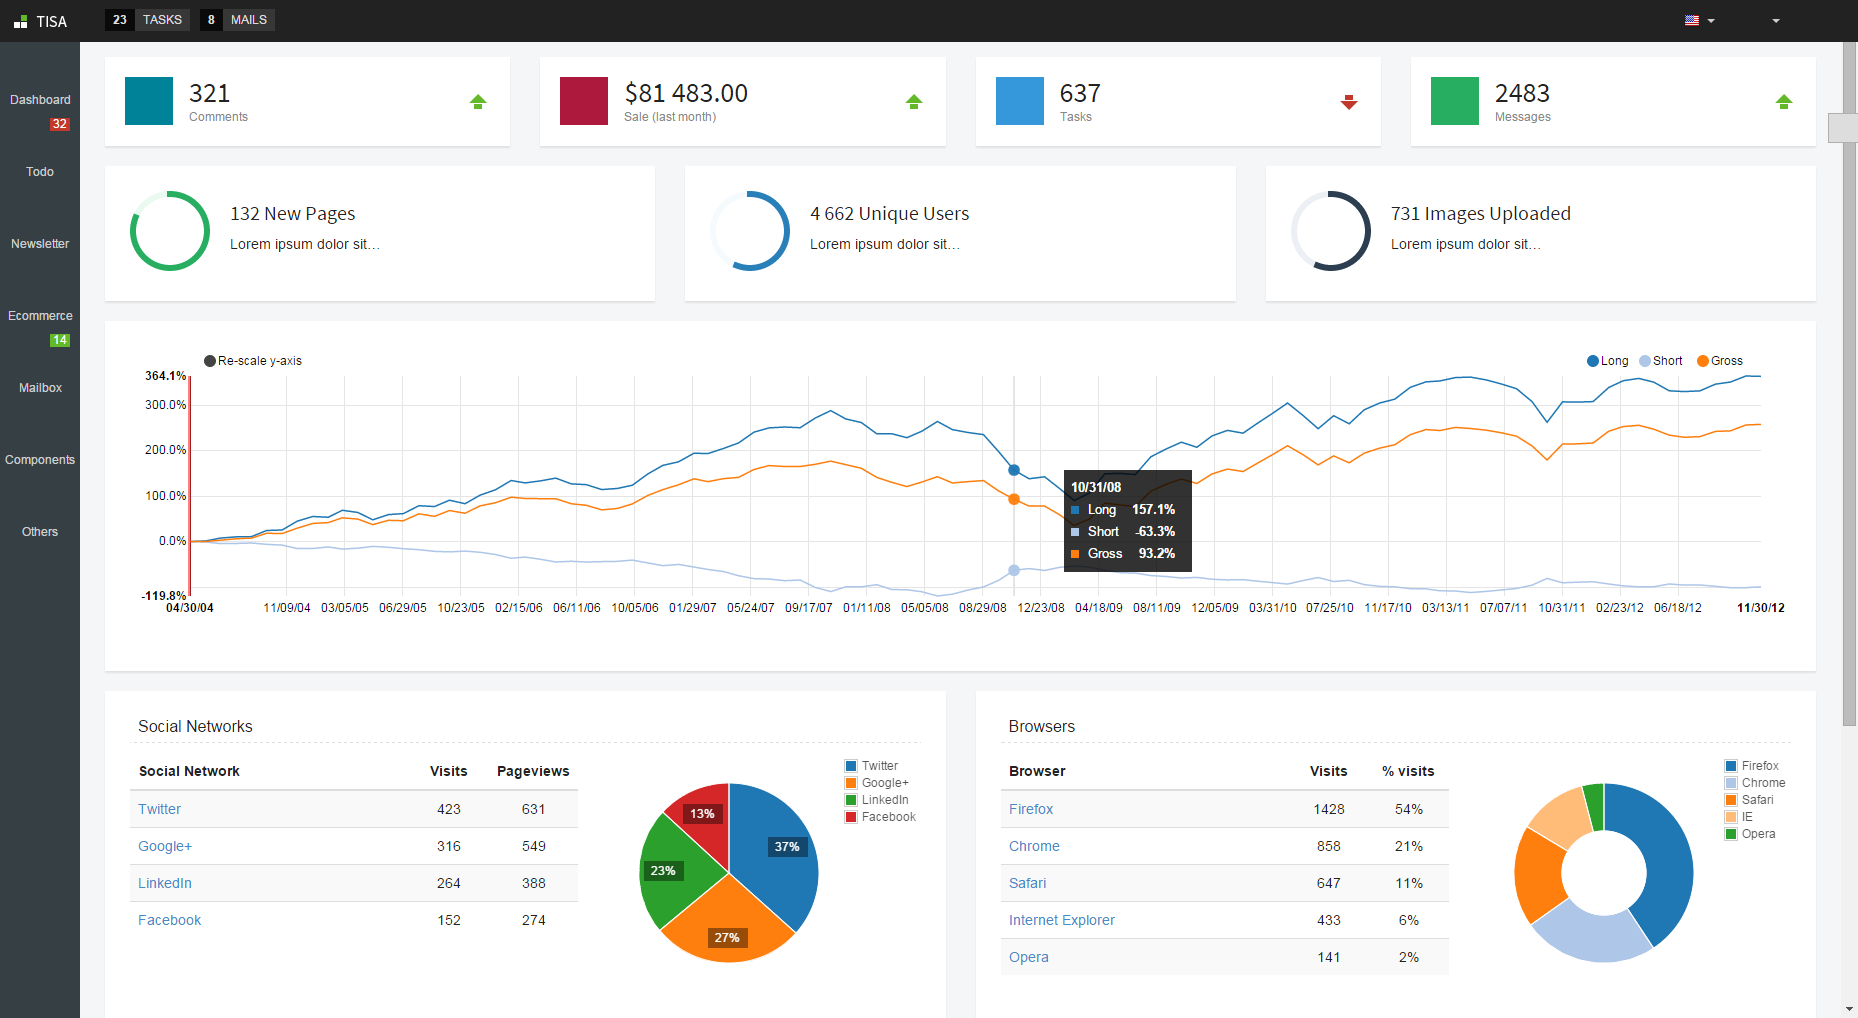 TISA
23 TASKS 8 MAILS
Dashboard
32
Todo
Newsletter
Ecommerce
14
Mailbox
Components
Others
321
Comments
$81 483.00
Sale (last month)
637
Tasks
2483
Messages
132 New Pages
Lorem ipsum dolor sit…
4 662 Unique Users
Lorem ipsum dolor sit…
731 Images Uploaded
Lorem ipsum dolor sit…
Re-scale y-axis
Long Short Gross
364.1%
300.0%
200.0%
100.0%
0.0%
-119.8%
10/31/08
Long 157.1%
Short -63.3%
Gross 93.2%
04/30/04 11/09/04 03/05/05 06/29/05 10/23/05 02/15/06 06/11/06 10/05/06 01/29/07 05/24/07 09/17/07 01/11/08 05/05/08 08/29/08 12/23/08 04/18/09 08/11/09 12/05/09 03/31/10 07/25/10 11/17/10 03/13/11 07/07/11 10/31/11 02/23/12 06/18/12 11/30/12
Social Networks
Social Network Visits Pageviews
Twitter 423 631
Google+ 316 549
LinkedIn 264 388
Facebook 152 274
Twitter
Google+
LinkedIn
Facebook
13%
37%
23%
27%
Browsers
Browser Visits % visits
Firefox 1428 54%
Chrome 858 21%
Safari 647 11%
Internet Explorer 433 6%
Opera 141 2%
Firefox
Chrome
Safari
IE
Opera